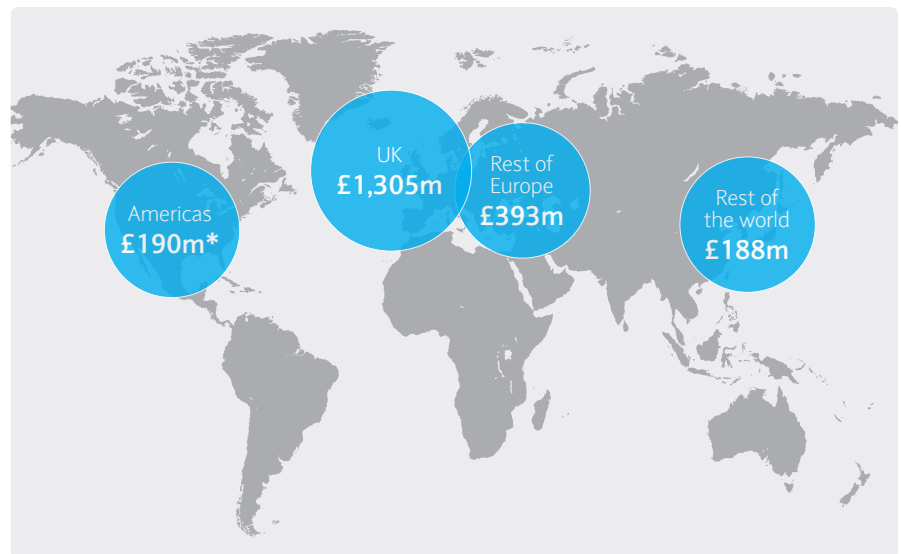 UK
£1,305m
Rest of
Europe
£393m
Americas
£190m*
Rest of
the world
£188m